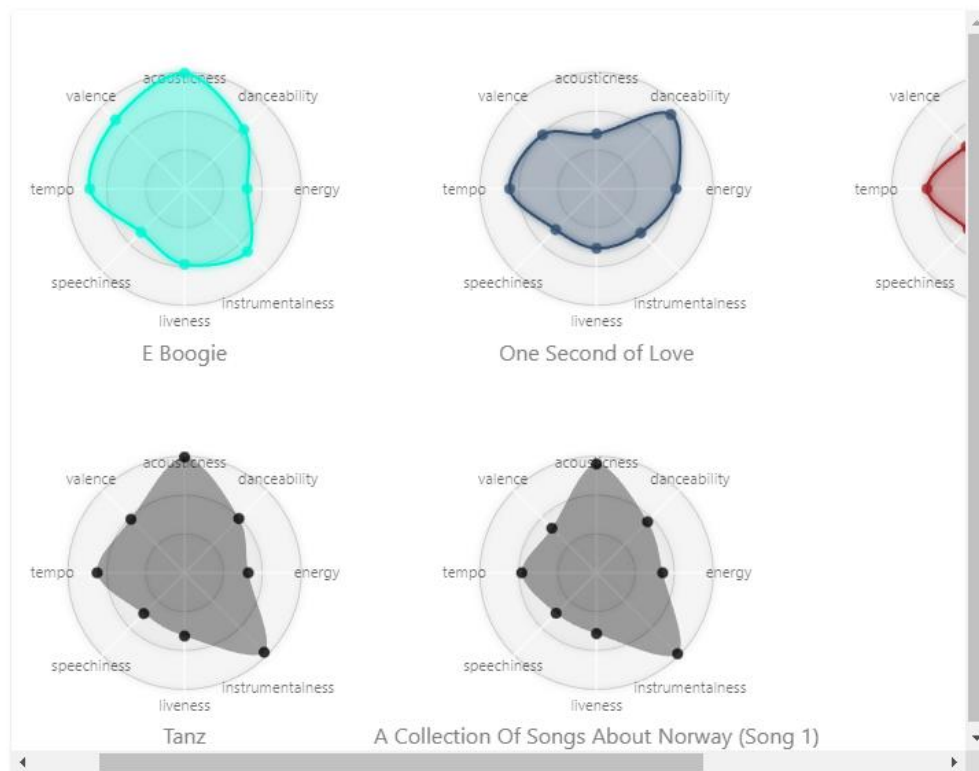 acousticness
valence
danceability
tempo
energy
speechiness
instrumentalness
liveness
E Boogie
acousticness
valence
danceability
tempo
energy
speechiness
instrumentalness
liveness
One Second of Love
valence
tempo
speechiness
acousticness
valence
danceability
tempo
energy
speechiness
instrumentalness
liveness
Tanz
acousticness
valence
danceability
tempo
energy
speechiness
instrumentalness
liveness
A Collection Of Songs About Norway (Song 1)